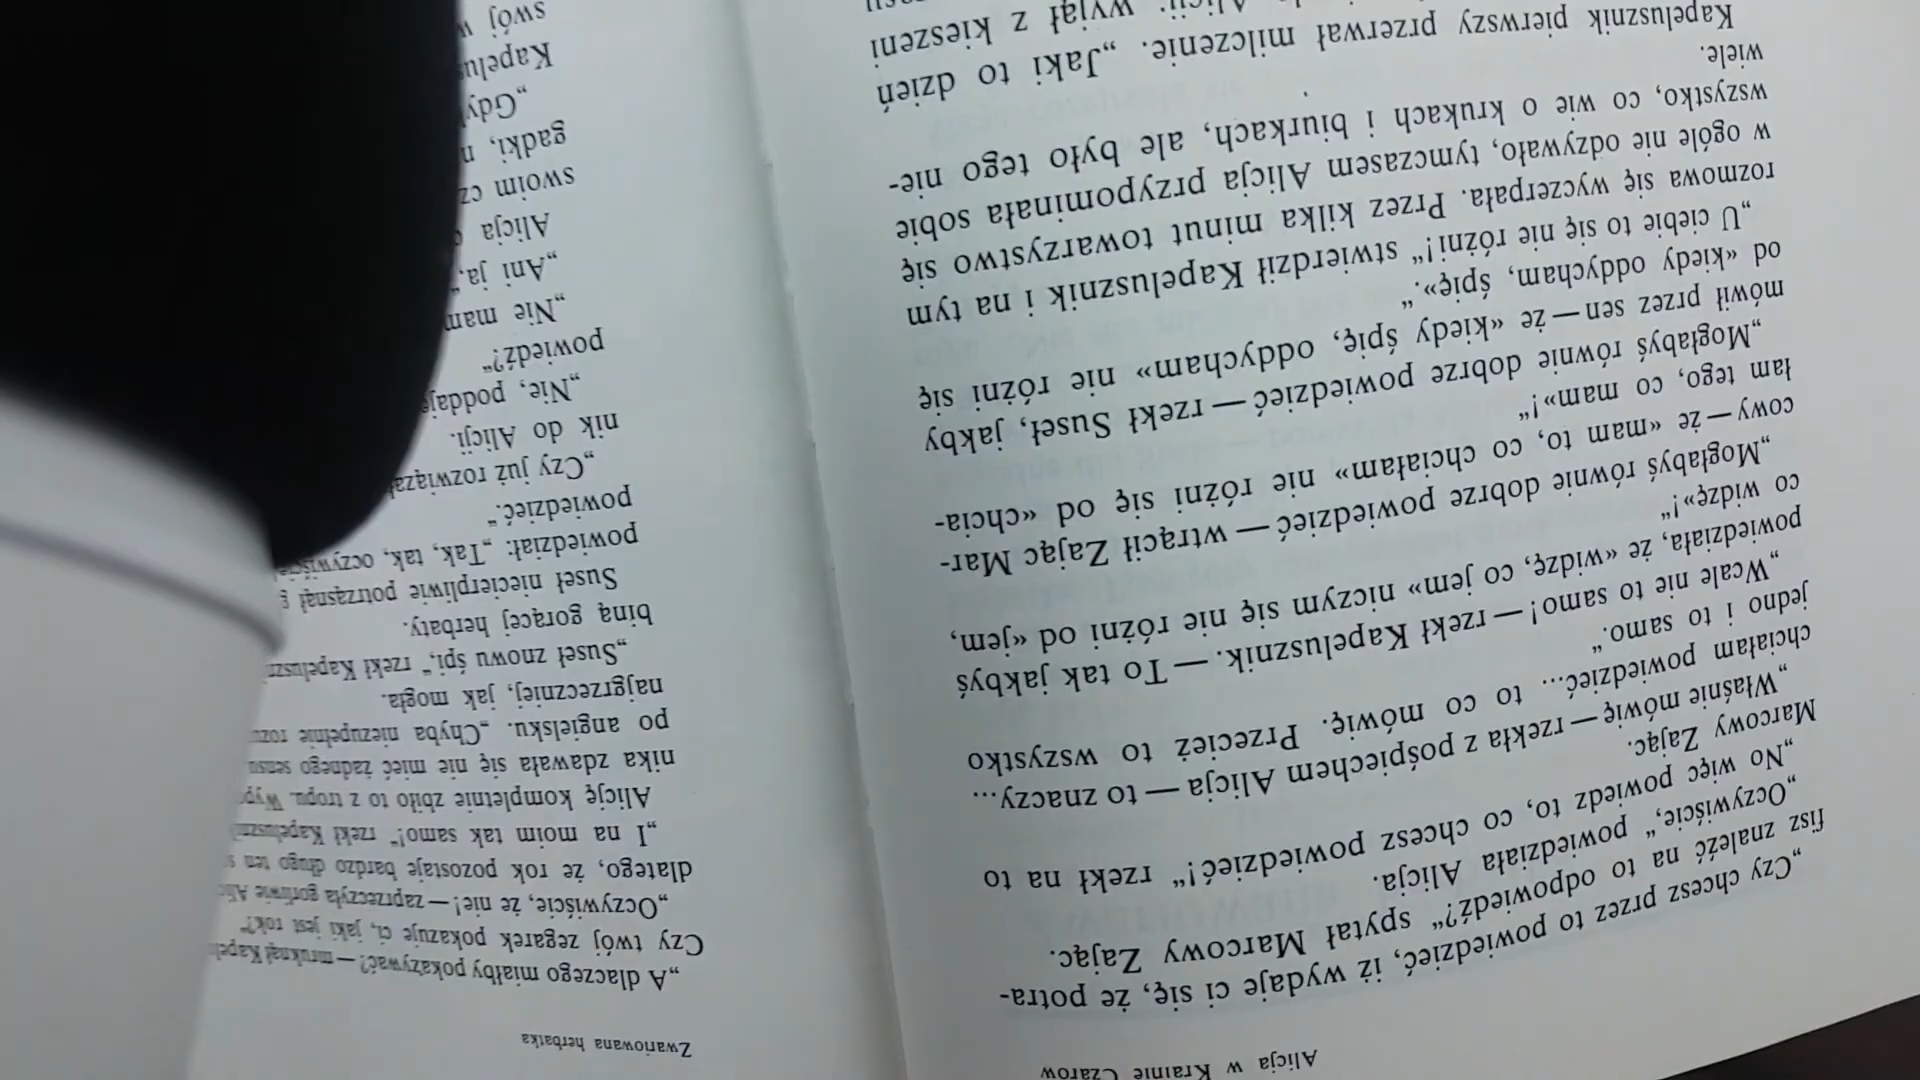 Alicja w Krainie Czarów
„Czy chcesz przez to powiedzieć, iż wydaje ci się, że potra-
fisz znaleźć na to odpowiedź?“ spytał Marcowy Zając.
„Oczywiście,“ powiedziała Alicja.
„No więc powiedz to, co chcesz powiedzieć!“ rzekł na to
Marcowy Zając.
„Właśnie mówię — rzekła z pośpiechem Alicja — to znaczy...
chciałam powiedzieć... to co mówię. Przecież to wszystko
jedno i to samo.“
„Wcale nie to samo! — rzekł Kapelusznik. — To tak jakbyś
powiedziała, że «widzę, co jem» niczym się nie różni od «jem,
co widzę»!“
„Mogłabyś równie dobrze powiedzieć — wtrącił Zając Mar-
cowy — że «mam to, co chciałam» nie różni się od «chcia-
łam tego, co mam»!“
„Mogłabyś równie dobrze powiedzieć — rzekł Suseł, jakby
mówił przez sen — że «kiedy śpię, oddycham» nie różni się
od «kiedy oddycham, śpię».“
„U ciebie to się nie różni!“ stwierdził Kapelusznik i na tym
rozmowa się wyczerpała. Przez kilka minut towarzystwo się
w ogóle nie odzywało, tymczasem Alicja przypominała sobie
wszystko, co wie o krukach i biurkach, ale było tego nie-
wiele.
Kapelusznik pierwszy przerwał milczenie. „Jaki to dzień
Alicji: wyjął z kieszeni
Zwariowana herbatka
„A dlaczego miałby pokazywać? — mruknął
Czy twój zegarek pokazuje ci, jaki jest rok?“
„Oczywiście, że nie! — zaprzeczyła gorliwie
dlatego, że rok pozostaje bardzo długo ten
„I na moim tak samo!“ rzekł
Alicję kompletnie zbiło to z tropu.
nika zdawała się nie mieć żadnego sensu
po angielsku. „Chyba niezupełnie
najgrzeczniej, jak mogła.
„Suseł znowu śpi,“ rzekł
biną gorącej herbaty.
Suseł niecierpliwie potrząsnął
powiedział: „Tak, tak,
powiedzieć.“
„Czy już
nik do Alicji.
„Nie,
powiedź?“
„Nie mam
„Ani ja,
Alicja
swoim
gadki,
swój